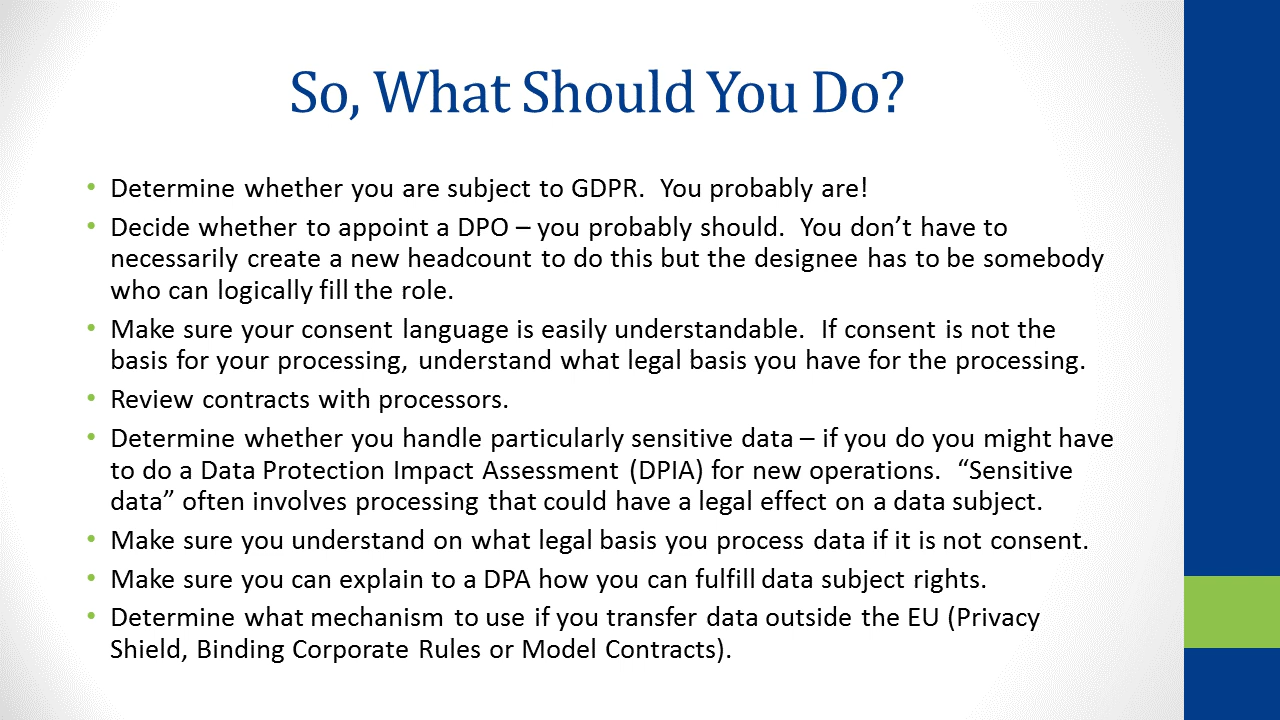 So, What Should You Do?
• Determine whether you are subject to GDPR.  You probably are!
• Decide whether to appoint a DPO – you probably should.  You don’t have to
necessarily create a new headcount to do this but the designee has to be somebody
who can logically fill the role.
• Make sure your consent language is easily understandable.  If consent is not the
basis for your processing, understand what legal basis you have for the processing.
• Review contracts with processors.
• Determine whether you handle particularly sensitive data – if you do you might have
to do a Data Protection Impact Assessment (DPIA) for new operations.  “Sensitive
data” often involves processing that could have a legal effect on a data subject.
• Make sure you understand on what legal basis you process data if it is not consent.
• Make sure you can explain to a DPA how you can fulfill data subject rights.
• Determine what mechanism to use if you transfer data outside the EU (Privacy
Shield, Binding Corporate Rules or Model Contracts).